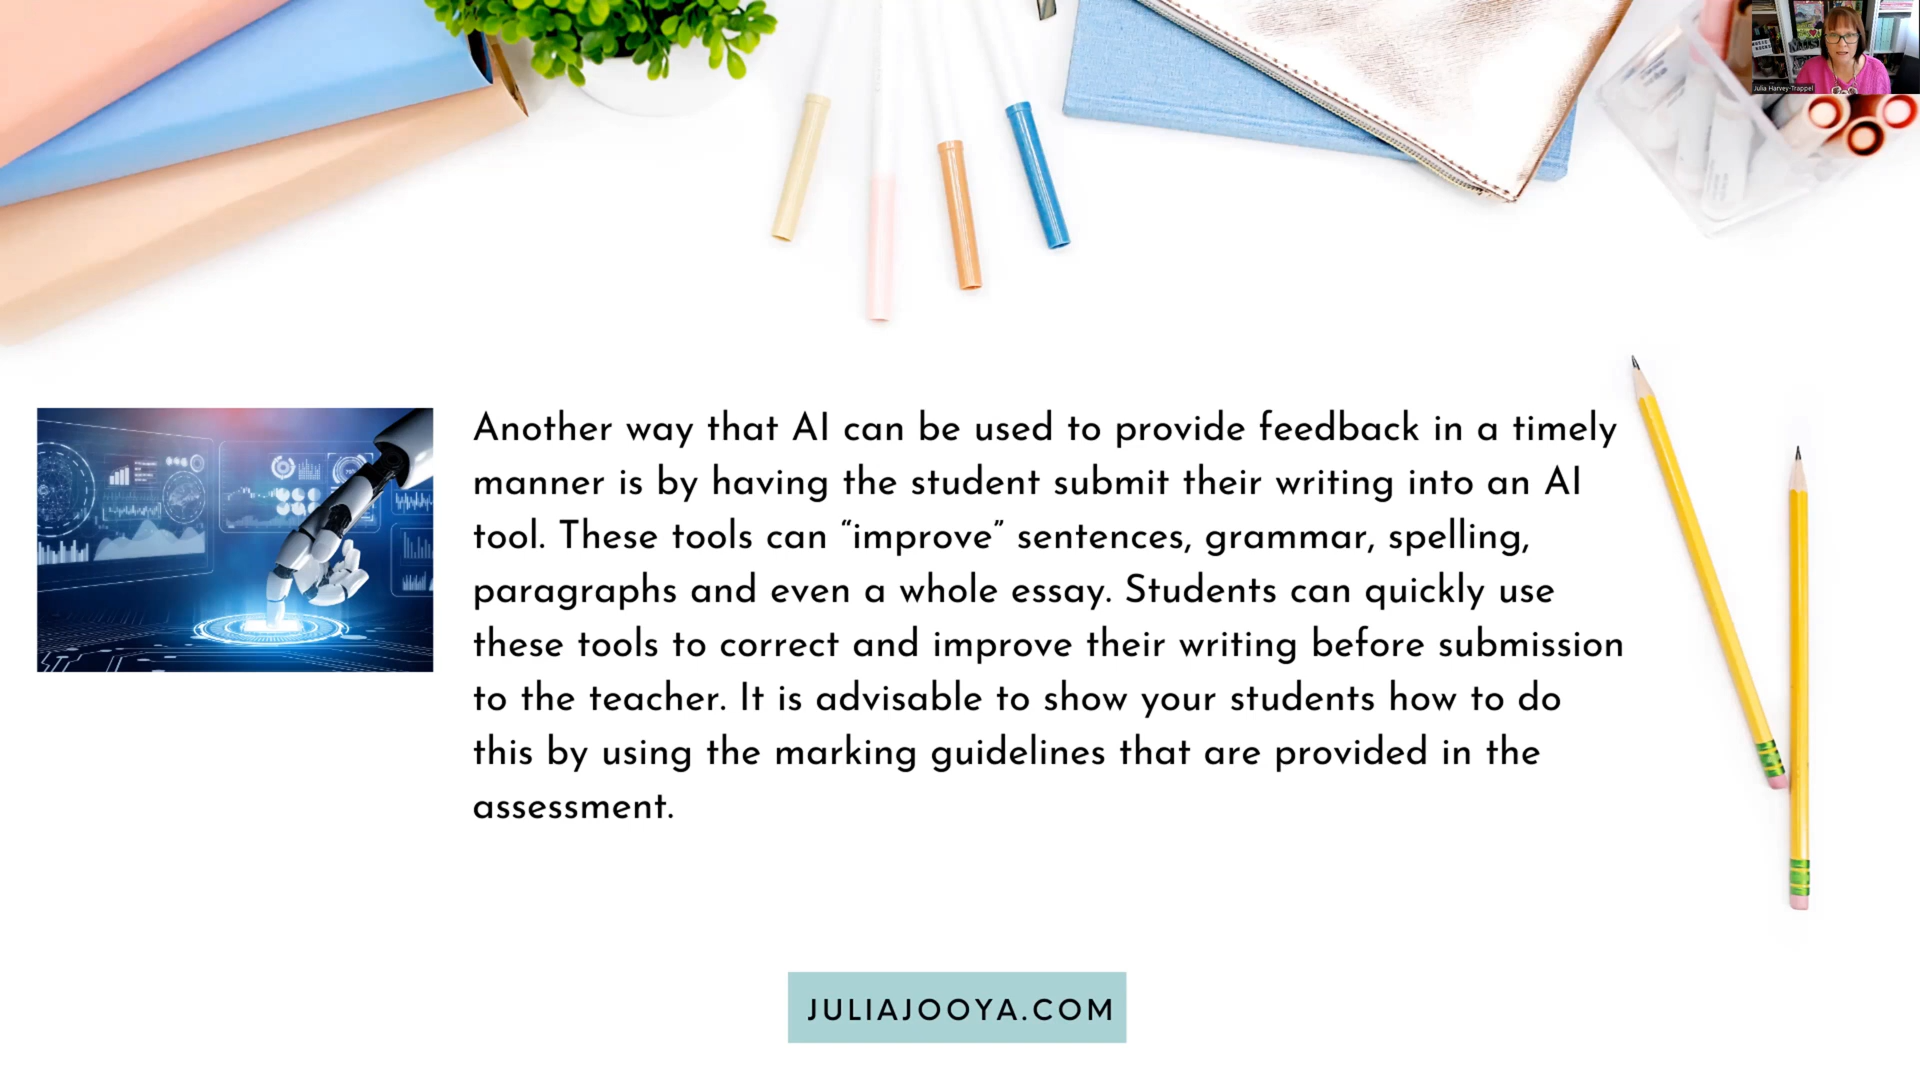 Julia Harvey-Trappel
Another way that AI can be used to provide feedback in a timely
manner is by having the student submit their writing into an AI
tool. These tools can “improve” sentences, grammar, spelling,
paragraphs and even a whole essay. Students can quickly use
these tools to correct and improve their writing before submission
to the teacher. It is advisable to show your students how to do
this by using the marking guidelines that are provided in the
assessment.
JULIAJOOYA.COM